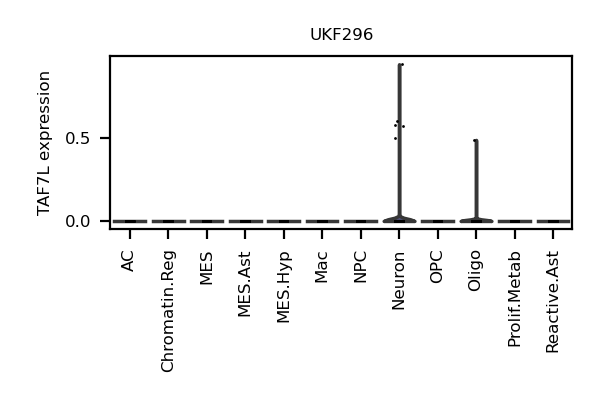 UKF296
TAF7L expression
0.5
0.0
AC
Chromatin.Reg
MES
MES.Ast
MES.Hyp
Mac
NPC
Neuron
OPC
Oligo
Prolif.Metab
Reactive.Ast